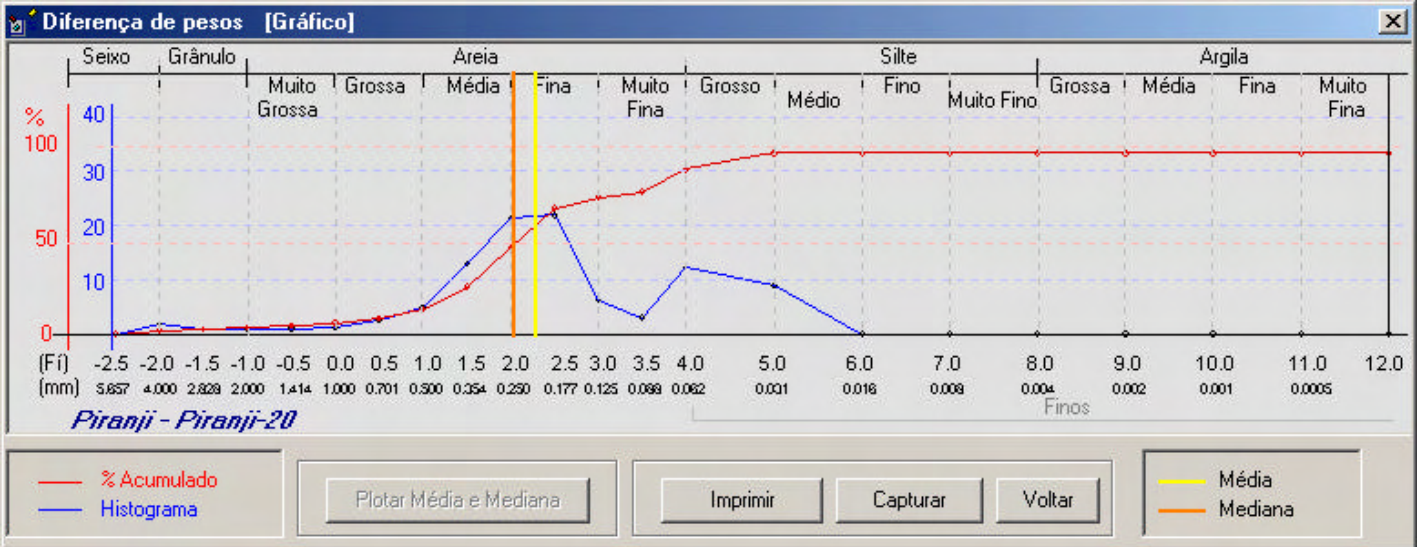 Diferença de pesos [Gráfico]
Seixo Grânulo Areia Silte Argila
Muito Grossa Grossa Média Fina Muito Fina Grosso Médio Fino Muito Fino Grossa Média Fina Muito Fina
% 40
100
30
20
50
10
0
(Fí) -2.5 -2.0 -1.5 -1.0 -0.5 0.0 0.5 1.0 1.5 2.0 2.5 3.0 3.5 4.0 5.0 6.0 7.0 8.0 9.0 10.0 11.0 12.0
(mm) 5.657 4.000 2.828 2.000 1.414 1.000 0.701 0.500 0.354 0.250 0.177 0.125 0.088 0.062 0.031 0.016 0.008 0.004 0.002 0.001 0.0005
Finos
Piranji - Piranji-20
% Acumulado
Histograma
Plotar Média e Mediana
Imprimir Capturar Voltar
Média
Mediana